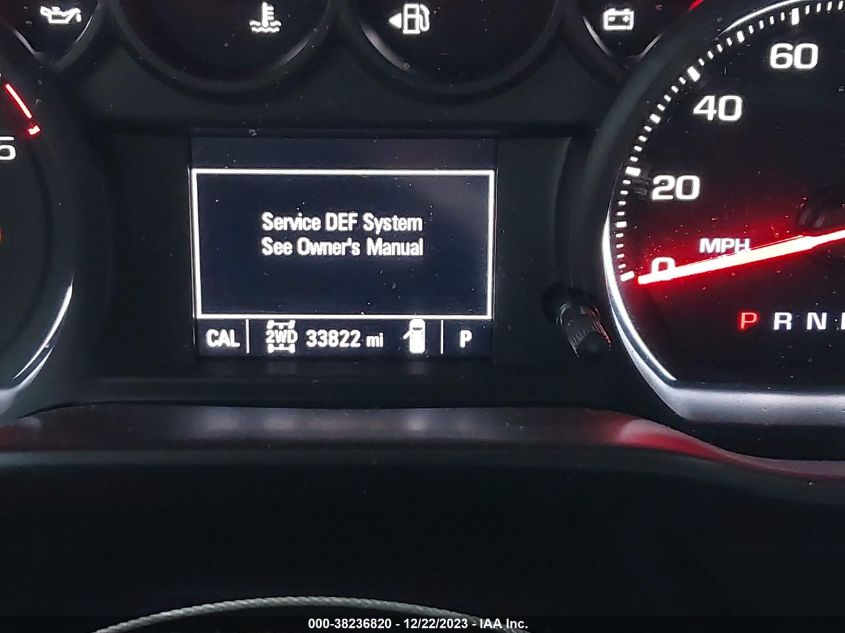 60
40
20
0
MPH
5
Service DEF System
See Owner's Manual
CAL 2WD 33822 mi P
P R N
000-38236820 - 12/22/2023 - IAA Inc.